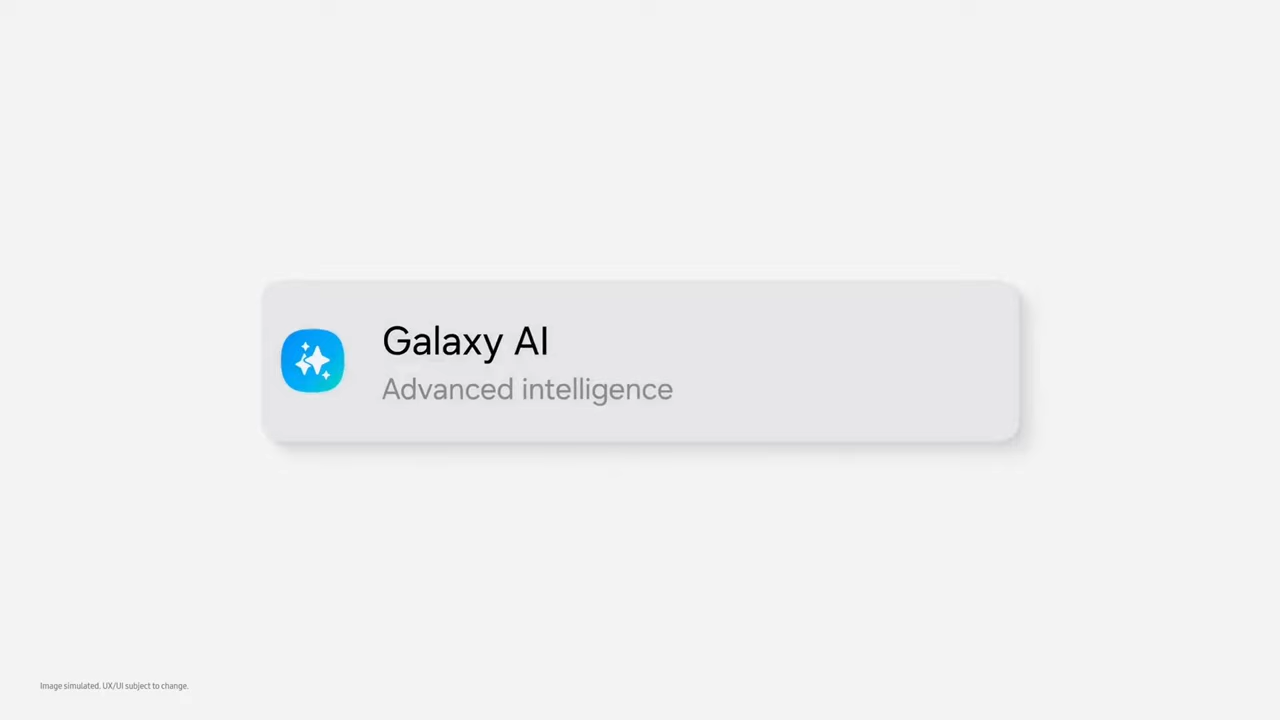 Galaxy AI
Advanced intelligence
Image simulated. UX/UI subject to change.